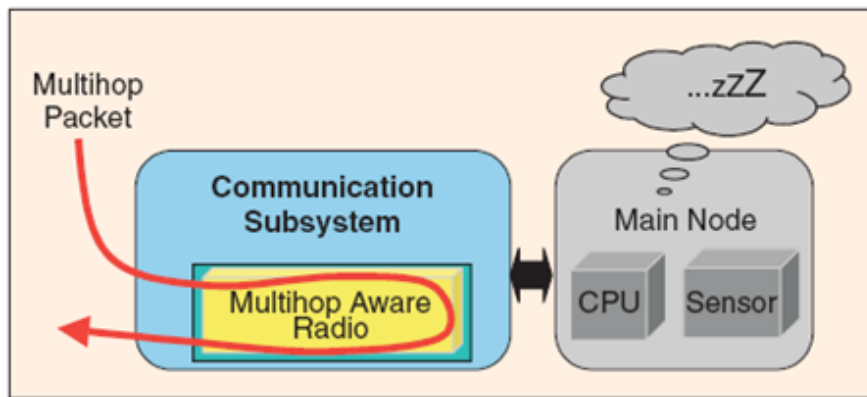 Multihop
Packet
...zzZ
Communication
Subsystem
Main Node
Multihop Aware
Radio
CPU
Sensor